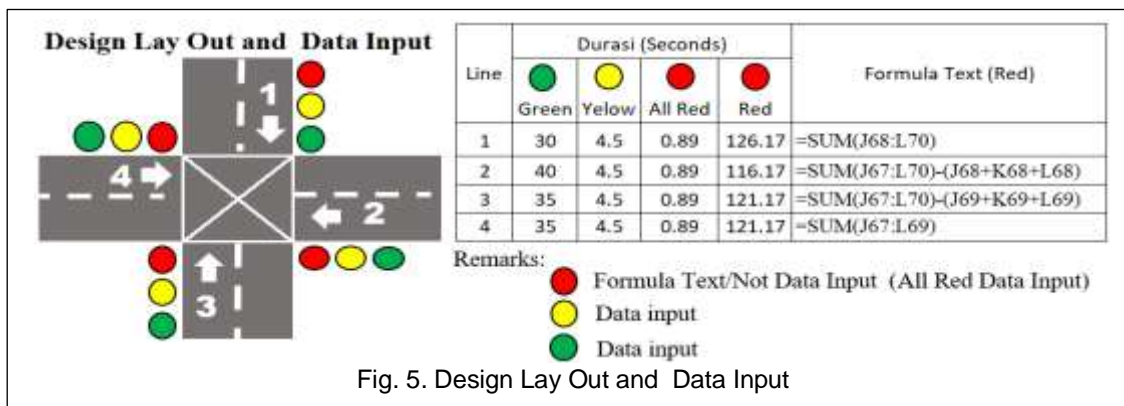 Design Lay Out and Data Input
1
4
2
3
Durasi (Seconds)
Line Green Yelow All Red Red Formula Text (Red)
1 30 4.5 0.89 126.17 =SUM(J68:L70)
2 40 4.5 0.89 116.17 =SUM(J67:L70)-(J68+K68+L68)
3 35 4.5 0.89 121.17 =SUM(J67:L70)-(J69+K69+L69)
4 35 4.5 0.89 121.17 =SUM(J67:L69)
Remarks:
Formula Text/Not Data Input (All Red Data Input)
Data input
Data input
Fig. 5. Design Lay Out and Data Input